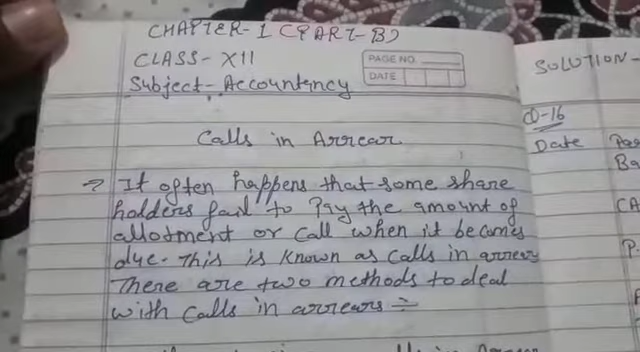 CHAPTER-1 (PART-B)
CLASS- XII
PAGE NO.
DATE
Subject- Accountancy
Calls in Arrear
→ It often happens that some share
holders fail to Pay the amount of
allotment or call when it becomes
due. This is known as calls in arrear
There are two methods to deal
with calls in arrears :-
SOLUTION-
Q-16
Date
Ba
CA
P.